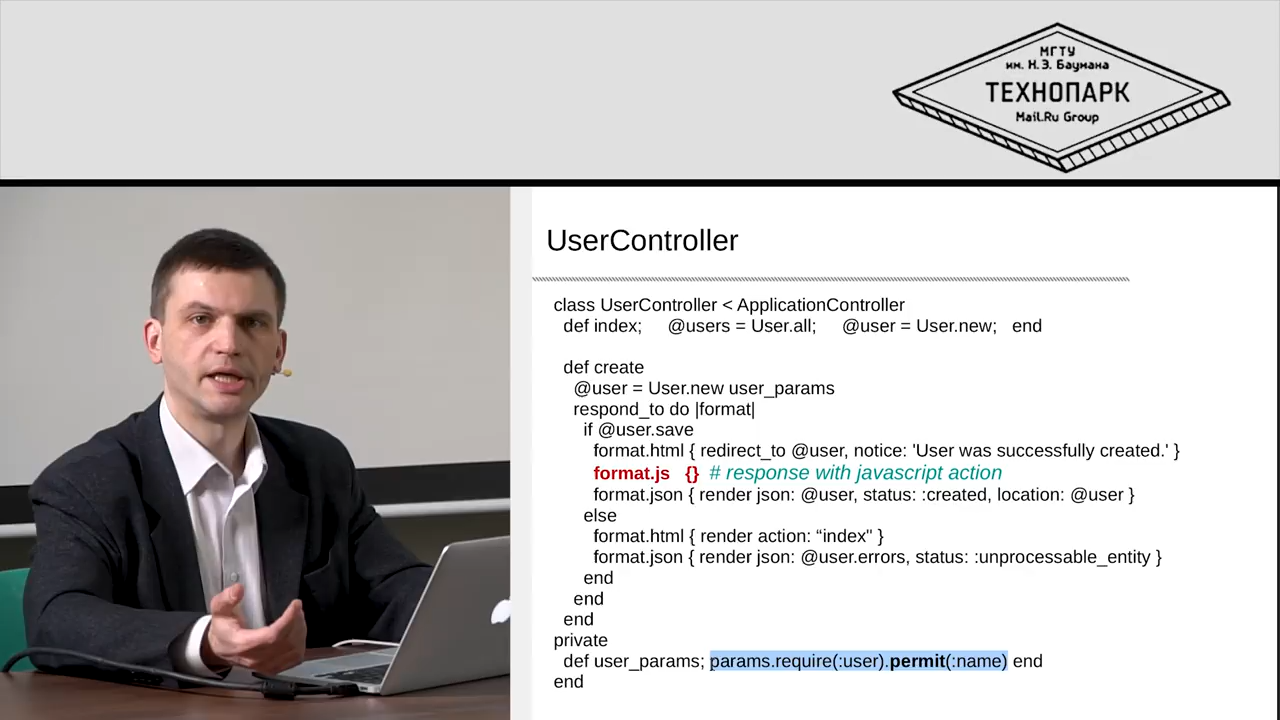 МГТУ
им. Н.Э. Баумана
ТЕХНОПАРК
Mail.Ru Group
UserController
class UserController < ApplicationController
def index; @users = User.all; @user = User.new; end
def create
@user = User.new user_params
respond_to do |format|
if @user.save
format.html { redirect_to @user, notice: 'User was successfully created.' }
format.js {} # response with javascript action
format.json { render json: @user, status: :created, location: @user }
else
format.html { render action: “index" }
format.json { render json: @user.errors, status: :unprocessable_entity }
end
end
end
private
def user_params; params.require(:user).permit(:name) end
end